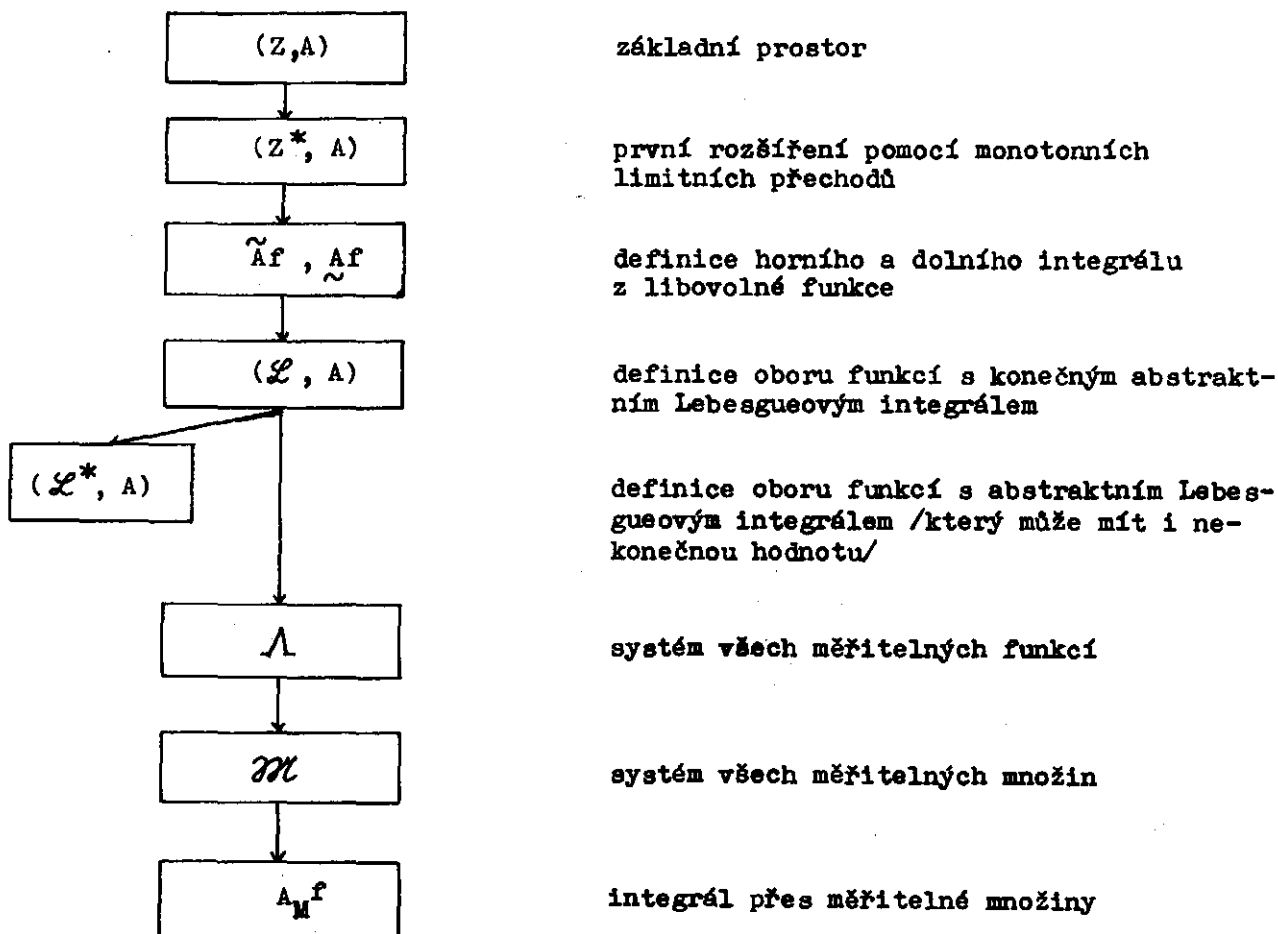 (Z,A) základní prostor
(Z*, A) první rozšíření pomocí monotonních
limitních přechodů
Ãf , A̰f definice horního a dolního integrálu
z libovolné funkce
(ℒ, A) definice oboru funkcí s konečným abstrakt-
ním Lebesgueovým integrálem
(ℒ*, A) definice oboru funkcí s abstraktním Lebes-
gueovým integrálem /který může mít i ne-
konečnou hodnotu/
Λ systém všech měřitelných funkcí
𝔐 systém všech měřitelných množin
A_M f integrál přes měřitelné množiny